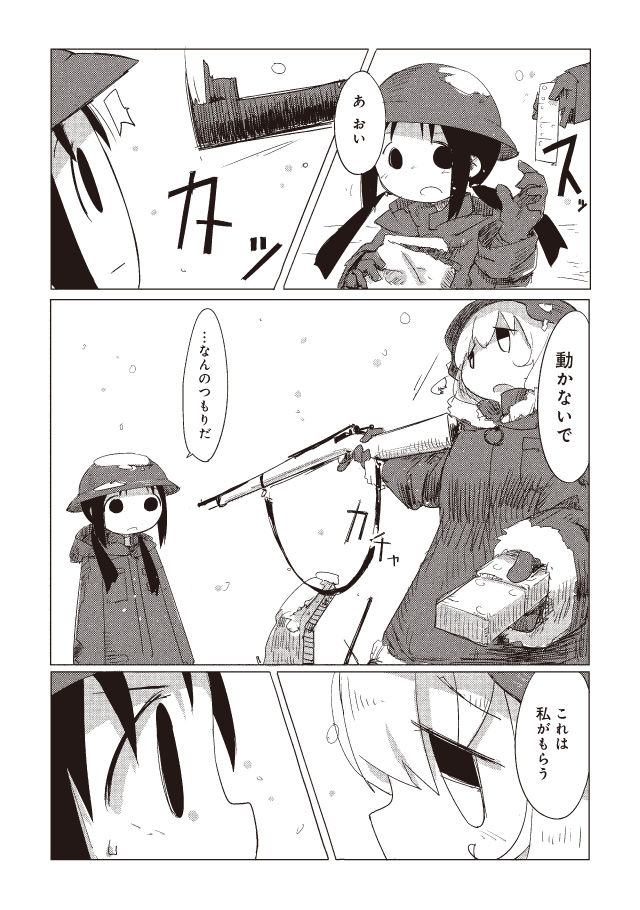 スッ
あ おい
カッ
動かないで
カチャ
…なんのつもりだ
これは
私がもらう